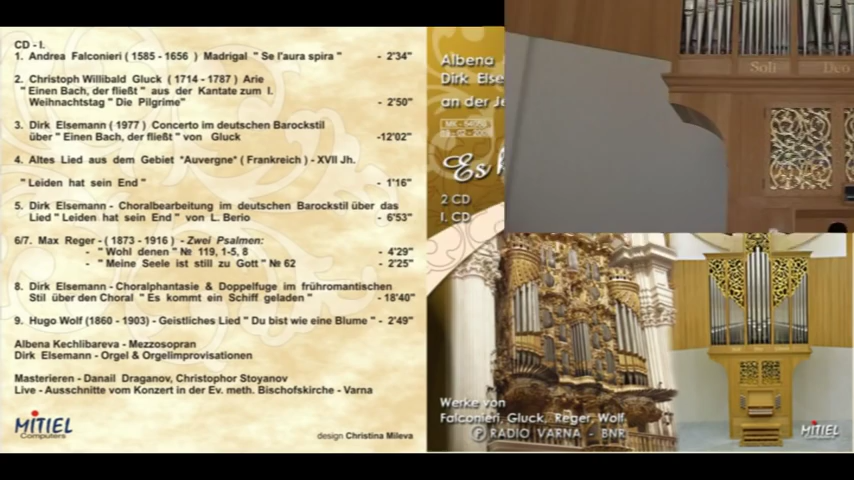 CD - I.
1. Andrea Falconieri ( 1585 - 1656 ) Madrigal " Se l'aura spira " - 2'34"
2. Christoph Willibald Gluck ( 1714 - 1787 ) Arie
" Einen Bach, der fließt " aus der Kantate zum I.
Weihnachtstag " Die Pilgrime" - 2'50"
3. Dirk Elsemann ( 1977 ) Concerto im deutschen Barockstil
über " Einen Bach, der fließt " von Gluck -12'02"
4. Altes Lied aus dem Gebiet "Auvergne" ( Frankreich ) - XVII Jh.
" Leiden hat sein End " - 1'16"
5. Dirk Elsemann - Choralbearbeitung im deutschen Barockstil über das
Lied " Leiden hat sein End " von L. Berio - 6'53"
6/7. Max Reger - ( 1873 - 1916 ) - Zwei Psalmen:
- " Wohl denen " № 119, 1-5, 8 - 4'29"
- " Meine Seele ist still zu Gott " № 62 - 2'25"
8. Dirk Elsemann - Choralphantasie & Doppelfuge im frühromantischen
Stil über den Choral " Es kommt ein Schiff geladen " - 18'40"
9. Hugo Wolf (1860 - 1903) - Geistliches Lied " Du bist wie eine Blume " - 2'49"
Albena Kechlibareva - Mezzosopran
Dirk Elsemann - Orgel & Orgelimprovisationen
Masterieren - Danail Draganov, Christophor Stoyanov
Live - Ausschnitte vom Konzert in der Ev. meth. Bischofskirche - Varna
MITIEL
Computers
design Christina Mileva
Albena
Dirk Else
an der Je
Es k
2 CD
I. CD
Soli Deo
Werke von
Falconieri, Gluck, Reger, Wolf
Ⓟ RADIO VARNA - BNR
MITIEL